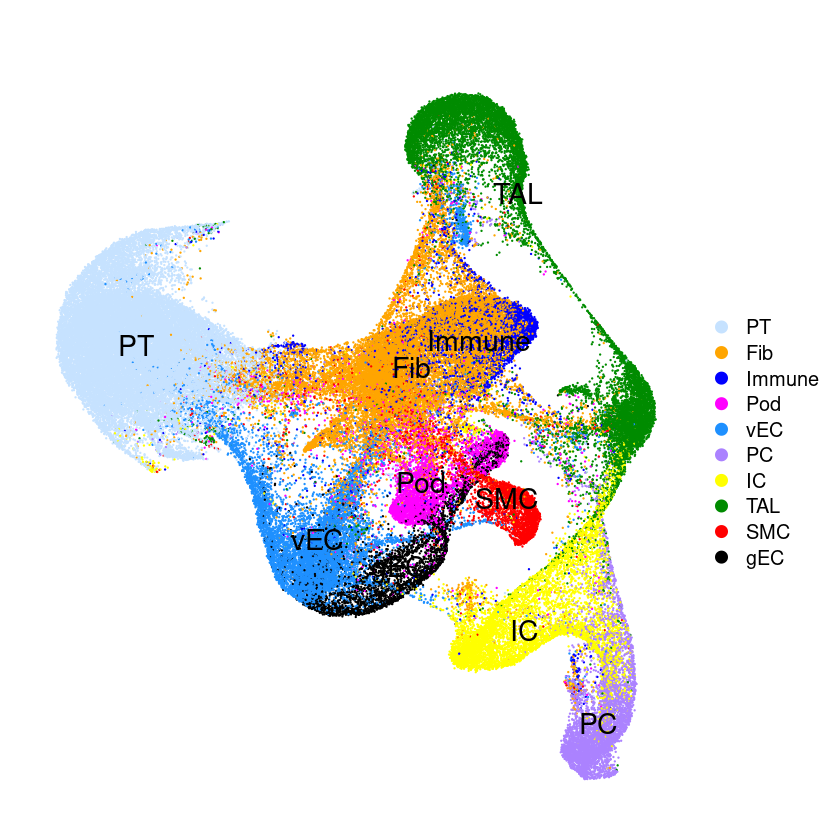 TAL
PT
Immune
Fib
Pod
SMC
vEC
IC
PC
PT
Fib
Immune
Pod
vEC
PC
IC
TAL
SMC
gEC